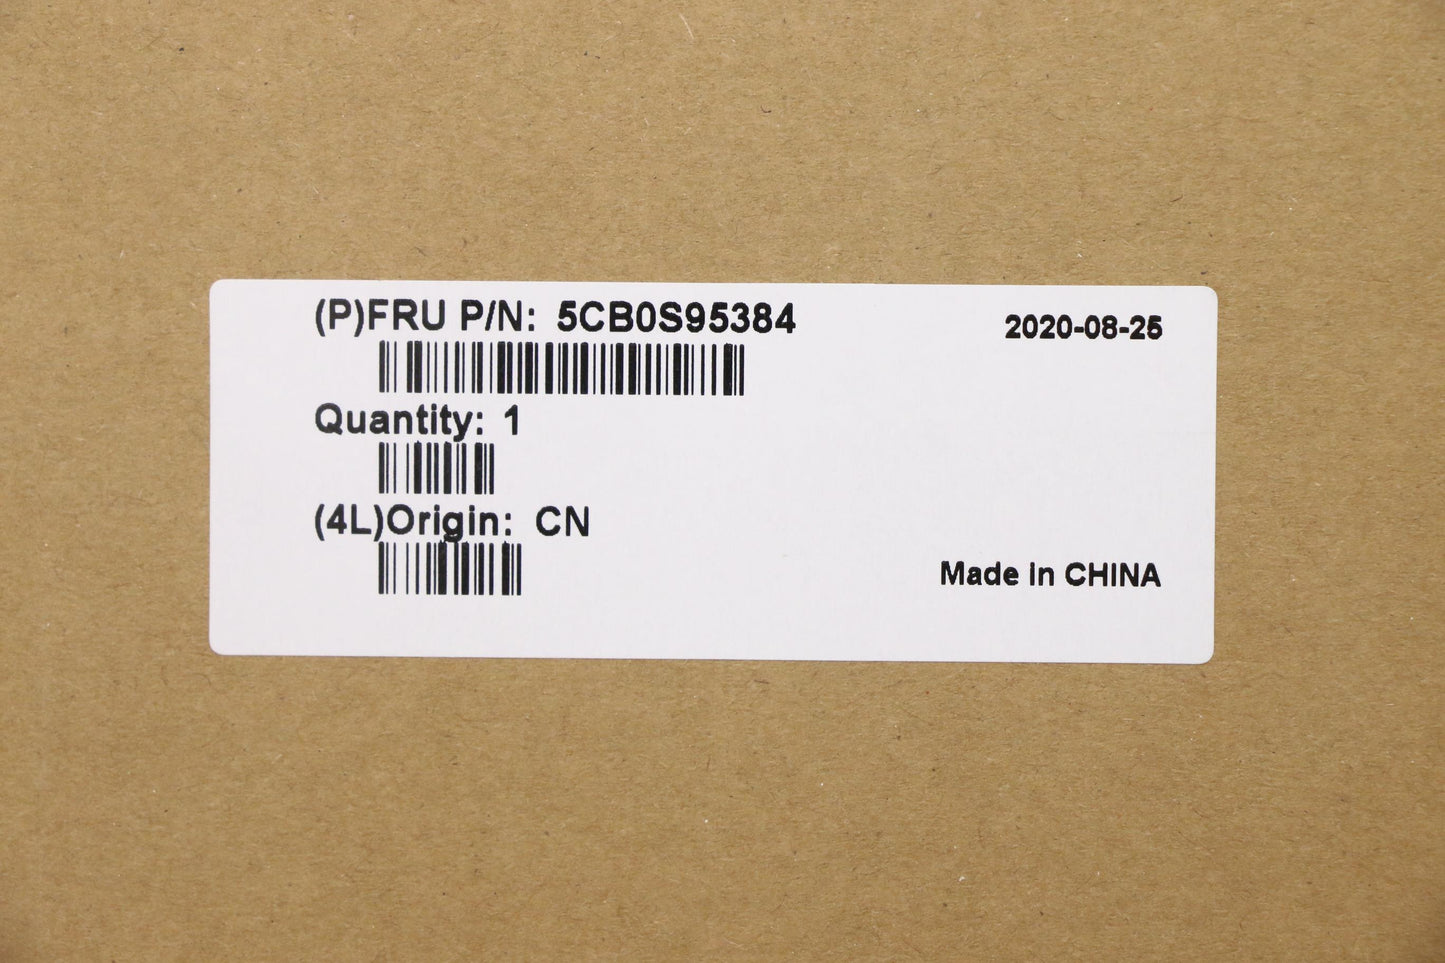 (P)FRU P/N: 5CB0S95384
2020-08-25
Quantity: 1
(4L)Origin: CN
Made in CHINA